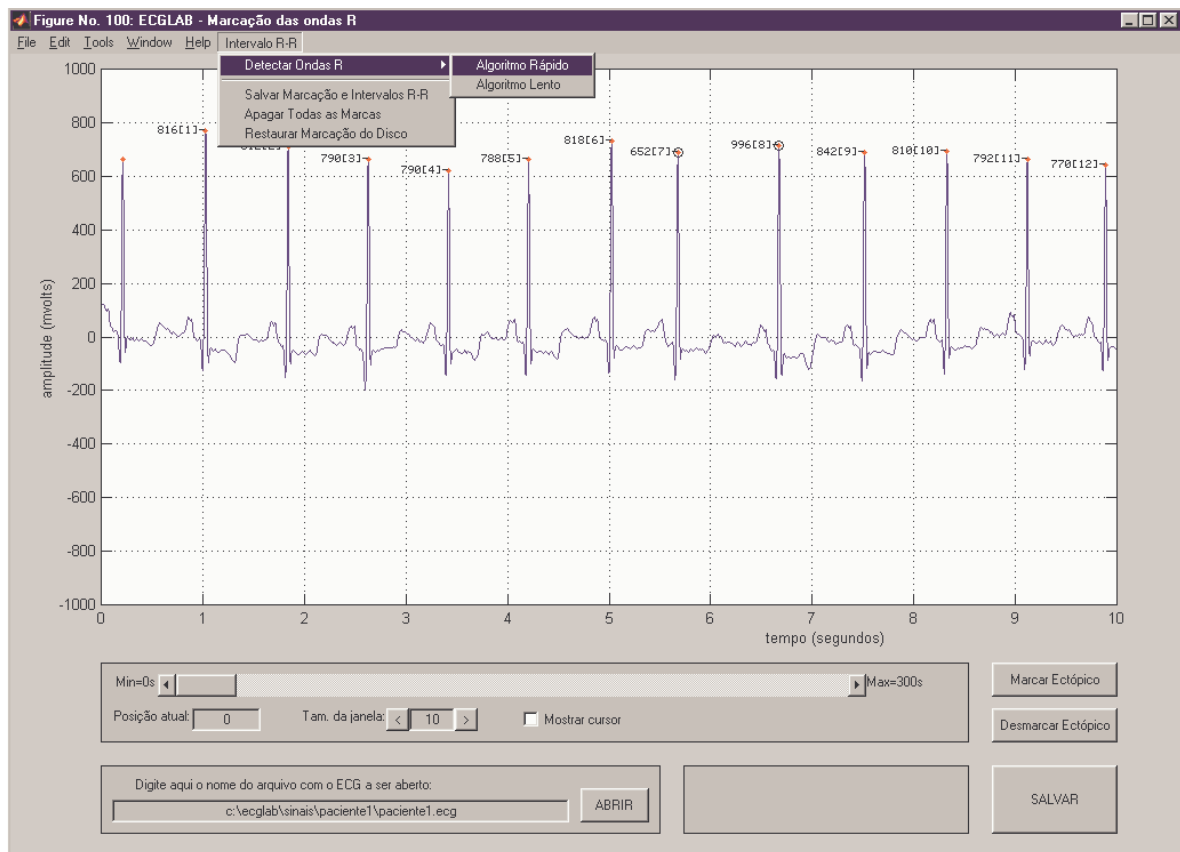 Figure No. 100: ECGLAB - Marcação das ondas R
File Edit Tools Window Help Intervalo R-R
Detectar Ondas R
Algoritmo Rápido
Algoritmo Lento
Salvar Marcação e Intervalos R-R
Apagar Todas as Marcas
Restaurar Marcação do Disco
1000
800
600
400
200
0
-200
-400
-600
-800
-1000
amplitude (mvolts)
816[1]
790[3]
790[4]
788[5]
818[6]
652[7]
996[8]
842[9]
810[10]
792[11]
770[12]
0 1 2 3 4 5 6 7 8 9 10
tempo (segundos)
Min=0s
Max=300s
Posição atual: 0
Tam. da janela: < 10 >
Mostrar cursor
Marcar Ectópico
Desmarcar Ectópico
Digite aqui o nome do arquivo com o ECG a ser aberto:
c:\ecglab\sinais\paciente1\paciente1.ecg
ABRIR
SALVAR